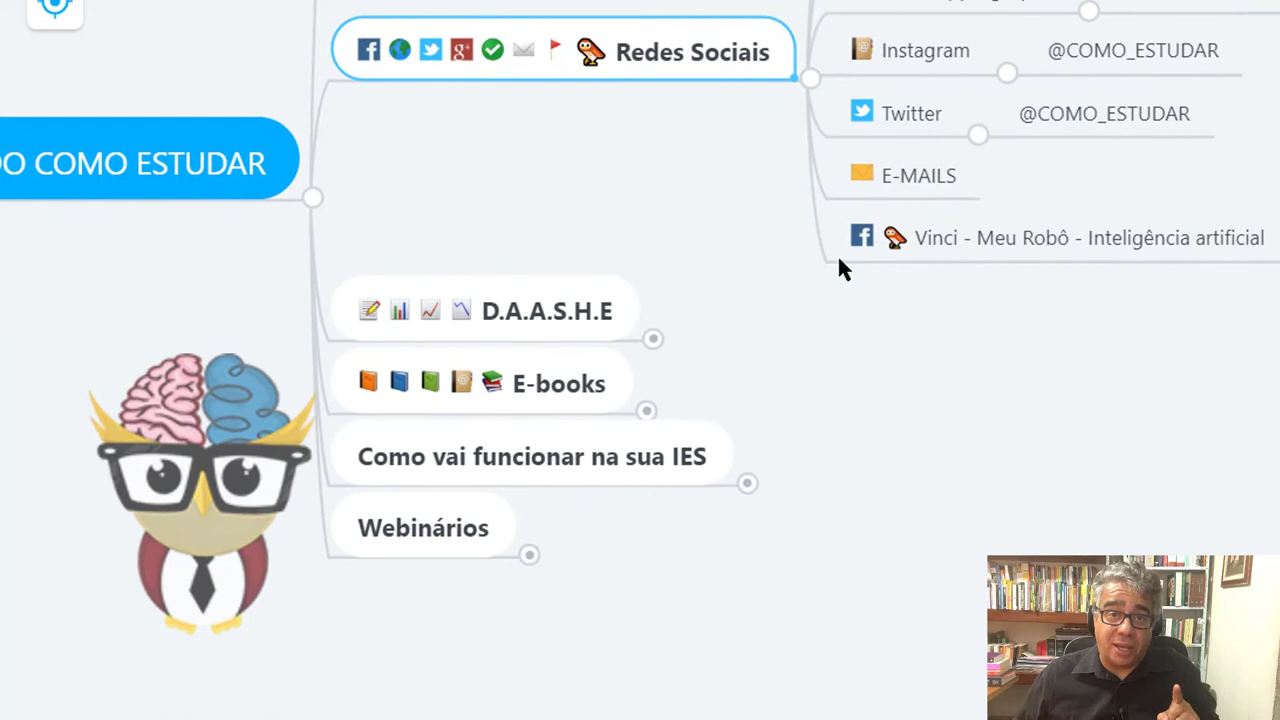 DO COMO ESTUDAR
Redes Sociais
Instagram
@COMO_ESTUDAR
Twitter
@COMO_ESTUDAR
E-MAILS
Vinci - Meu Robô - Inteligência artificial
D.A.A.S.H.E
E-books
Como vai funcionar na sua IES
Webinários